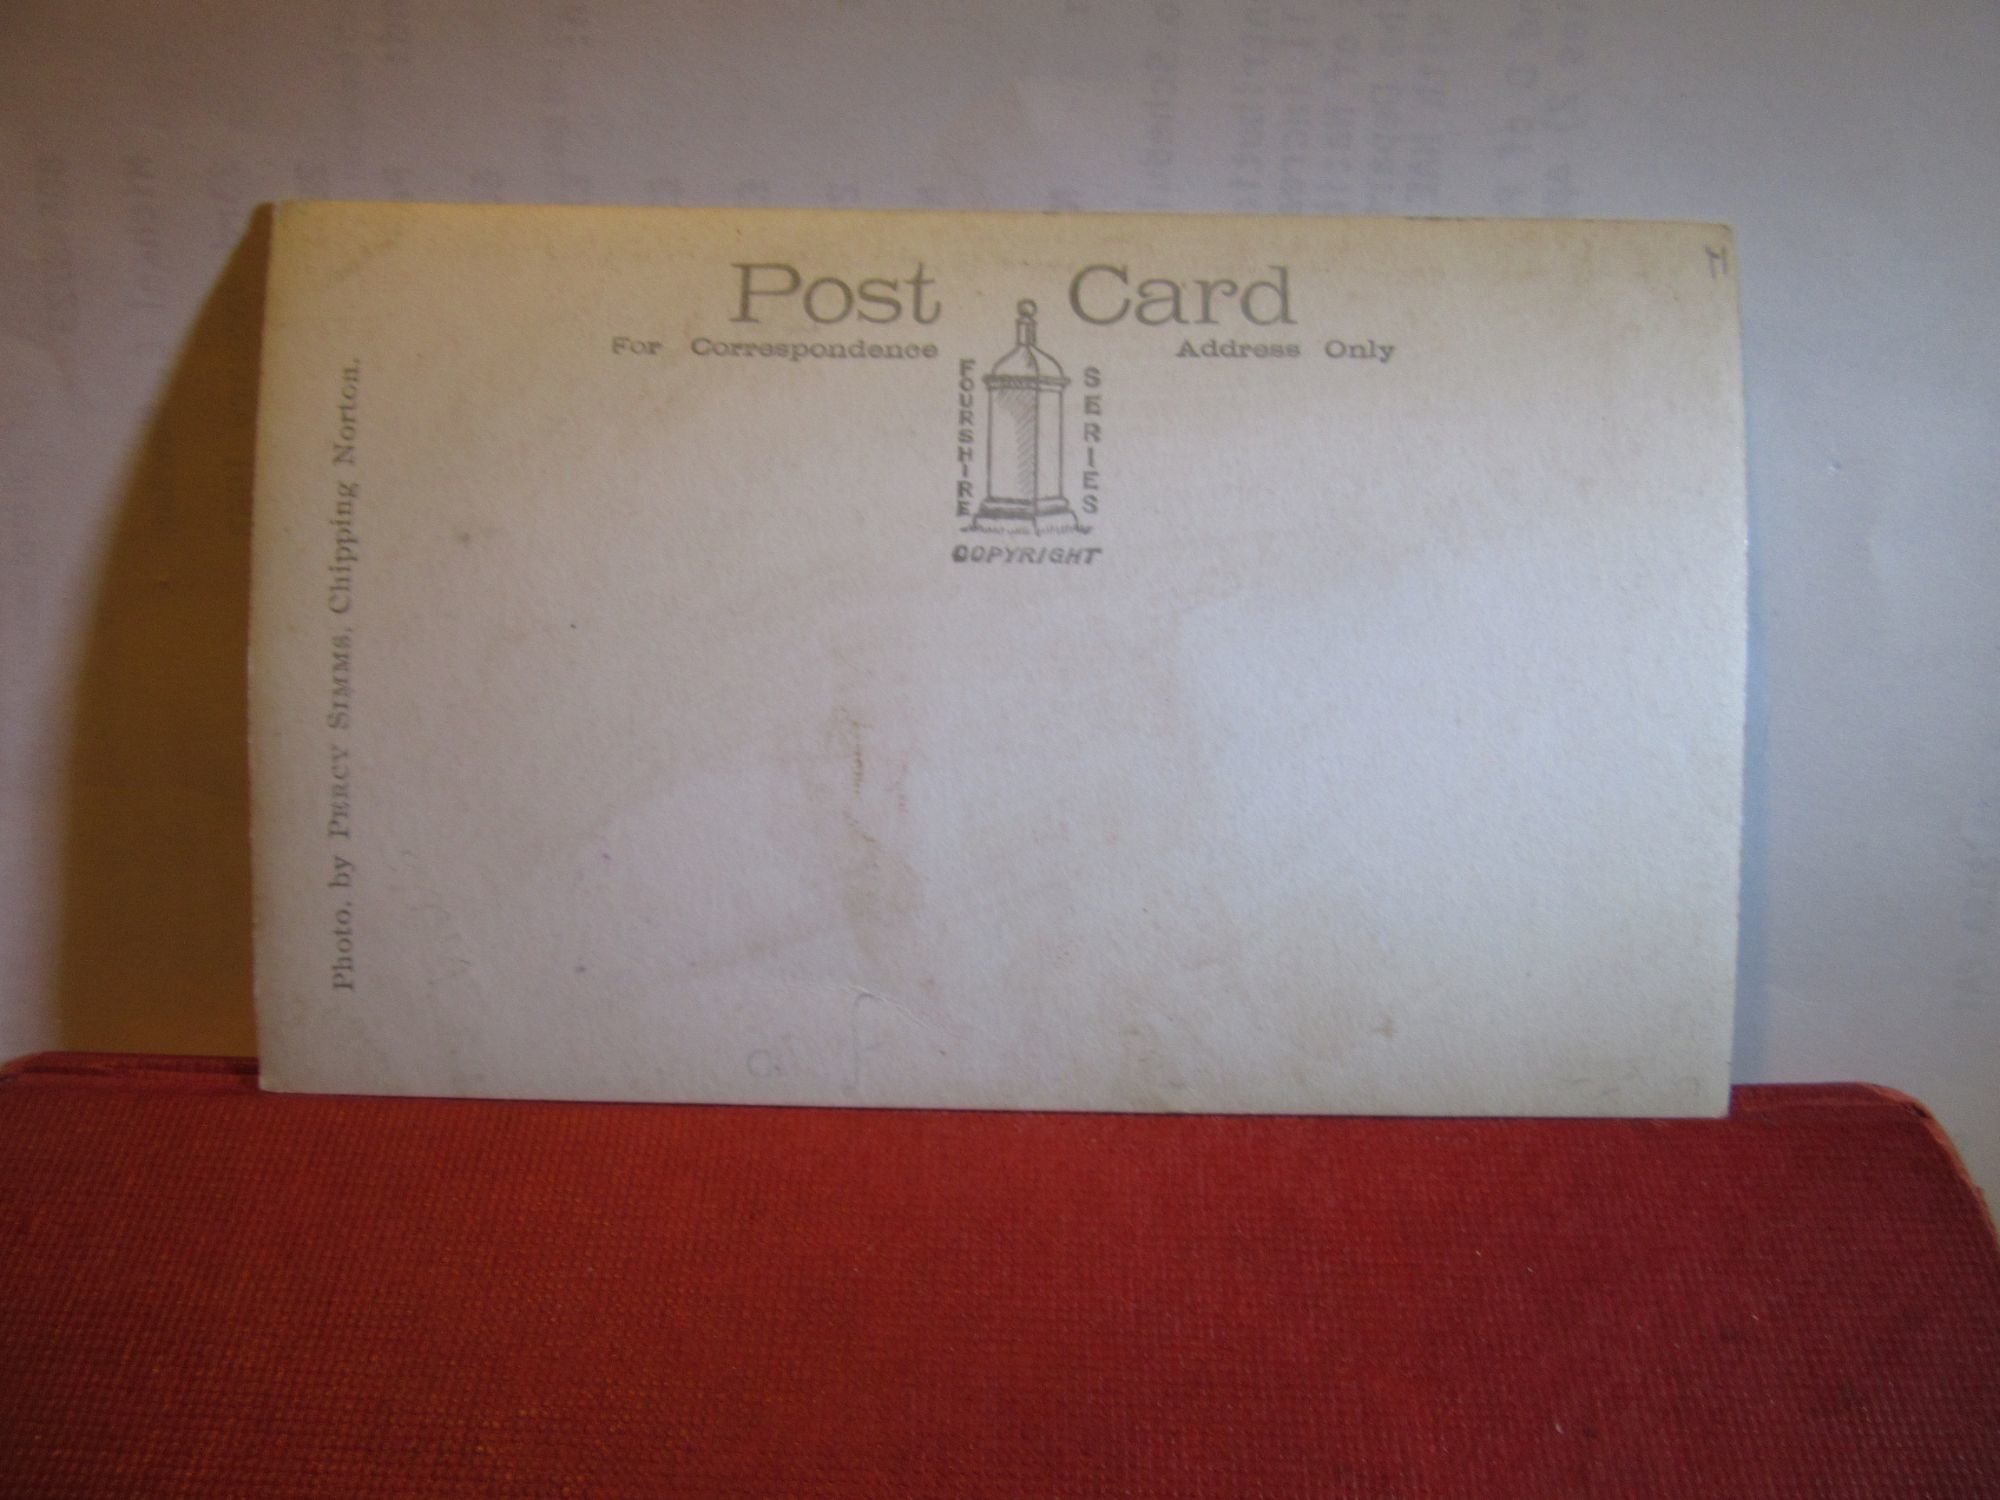 Post Card
For Correspondence
Address Only
FOURSHIRE
SERIES
COPYRIGHT
Photo. by PERCY SIMMS, Chipping Norton.